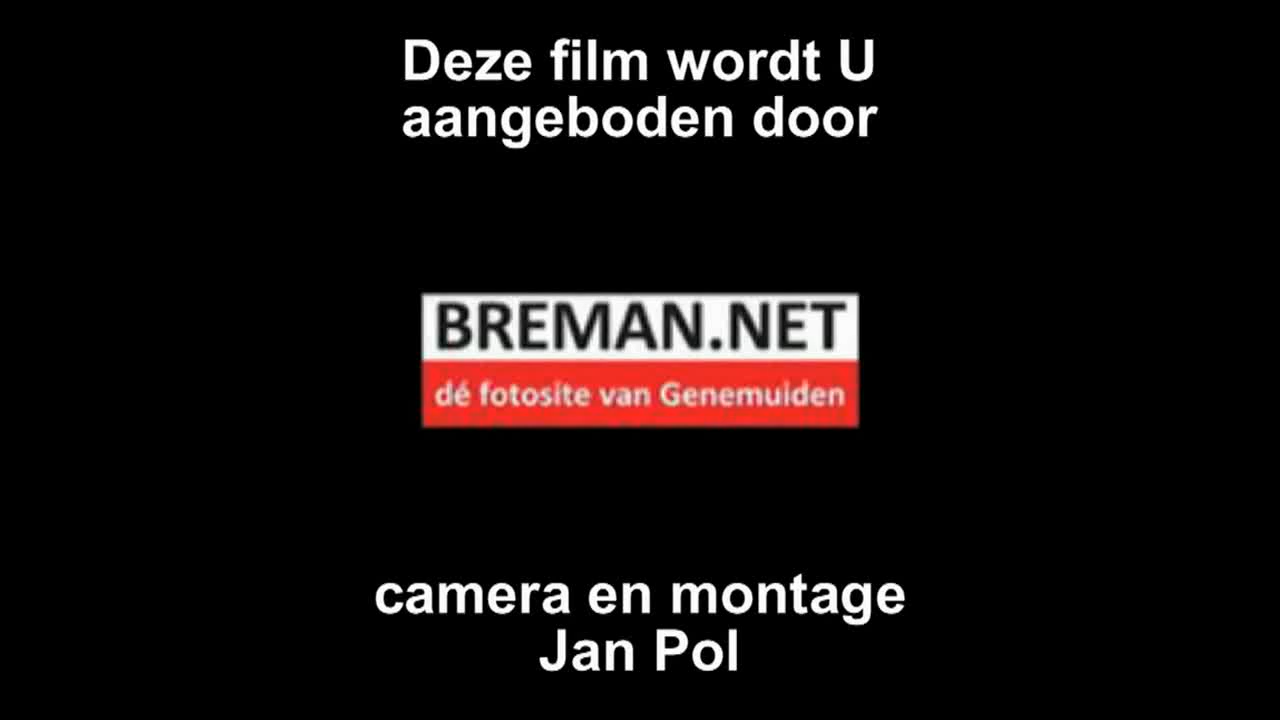 Deze film wordt U
aangeboden door
BREMAN.NET
dé fotosite van Genemuiden
camera en montage
Jan Pol